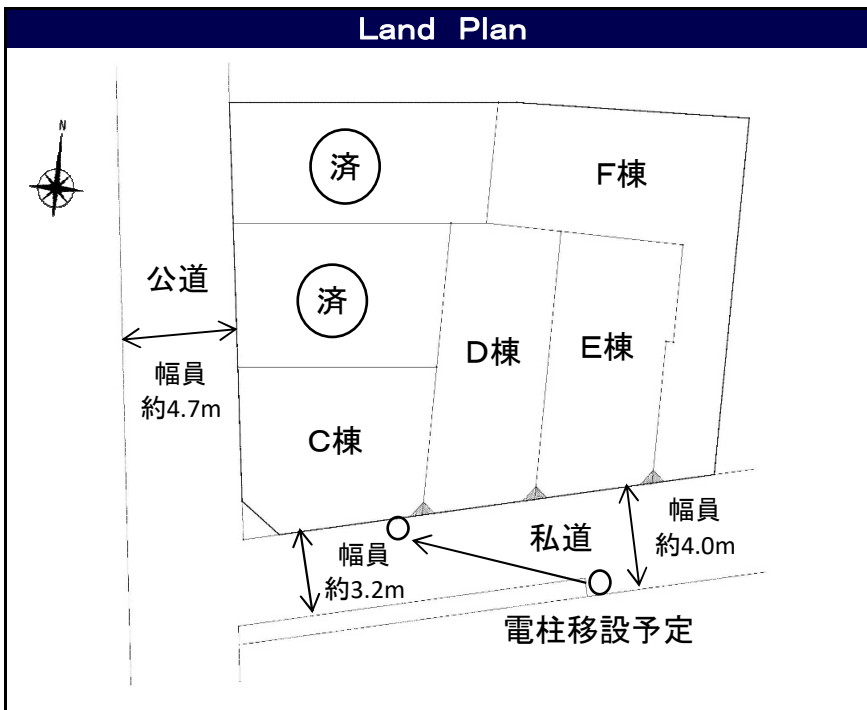 Land Plan
N
済
F棟
公道
済
D棟
E棟
幅員
約4.7m
C棟
私道
幅員
約4.0m
幅員
約3.2m
電柱移設予定